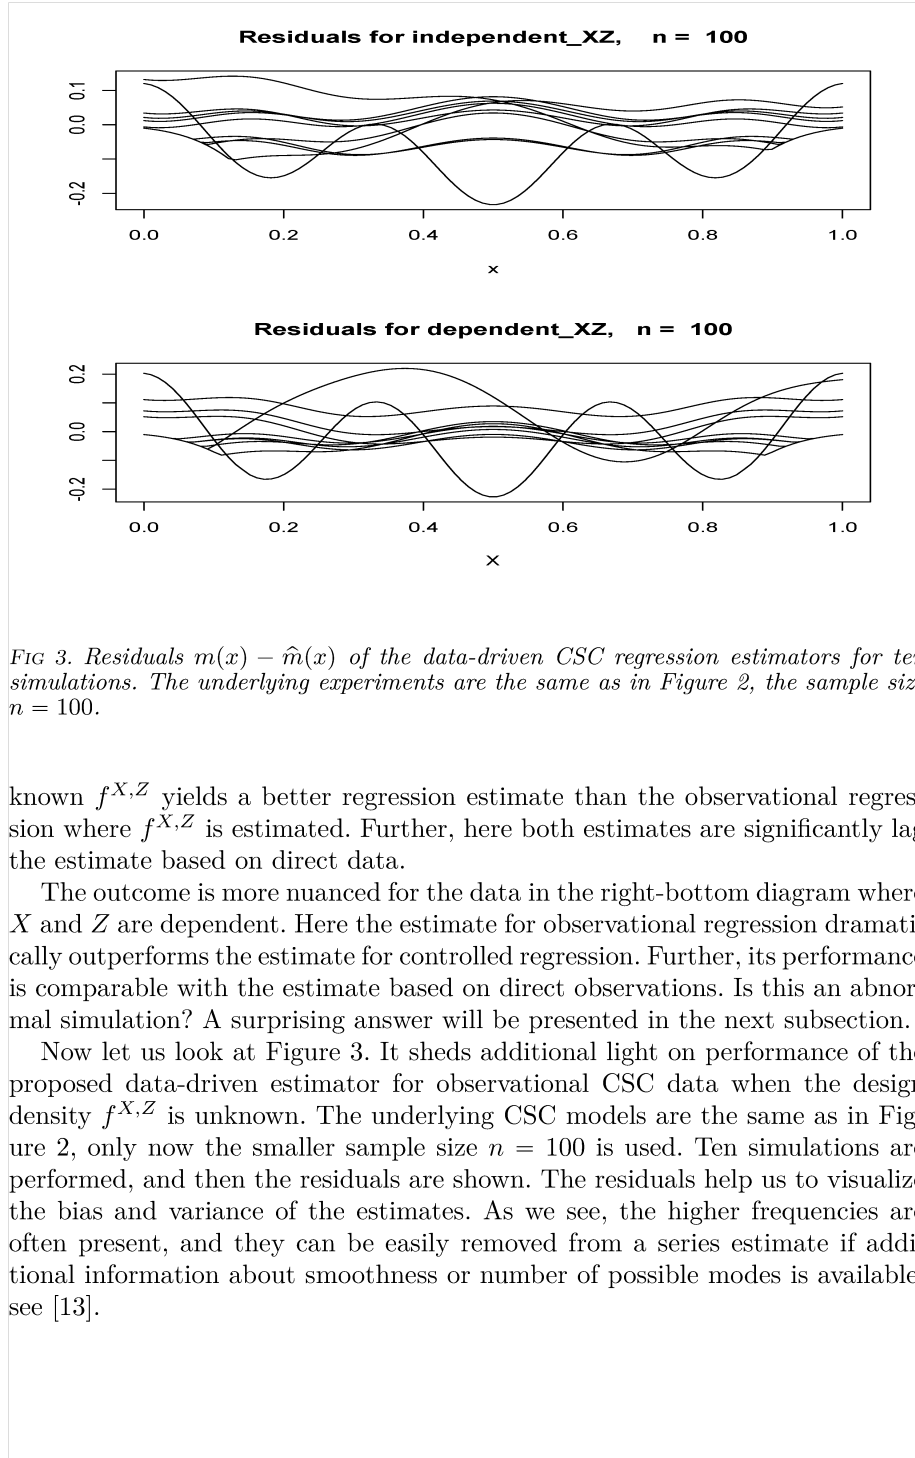 Residuals for independent_XZ, n = 100
0.1
0.0
-0.2
0.0 0.2 0.4 0.6 0.8 1.0
x
Residuals for dependent_XZ, n = 100
0.2
0.0
-0.2
0.0 0.2 0.4 0.6 0.8 1.0
x
Fig 3. Residuals m(x) − m̂(x) of the data-driven CSC regression estimators for
simulations. The underlying experiments are the same as in Figure 2, the sample
n = 100.
known f^{X,Z} yields a better regression estimate than the observational regres
sion where f^{X,Z} is estimated. Further, here both estimates are significantly
the estimate based on direct data.
The outcome is more nuanced for the data in the right-bottom diagram where
X and Z are dependent. Here the estimate for observational regression dramati
cally outperforms the estimate for controlled regression. Further, its performance
is comparable with the estimate based on direct observations. Is this an abnor
mal simulation? A surprising answer will be presented in the next subsection.
Now let us look at Figure 3. It sheds additional light on performance of the
proposed data-driven estimator for observational CSC data when the design
density f^{X,Z} is unknown. The underlying CSC models are the same as in Fig
ure 2, only now the smaller sample size n = 100 is used. Ten simulations are
performed, and then the residuals are shown. The residuals help us to visualize
the bias and variance of the estimates. As we see, the higher frequencies are
often present, and they can be easily removed from a series estimate if addi
tional information about smoothness or number of possible modes is available
see [13].